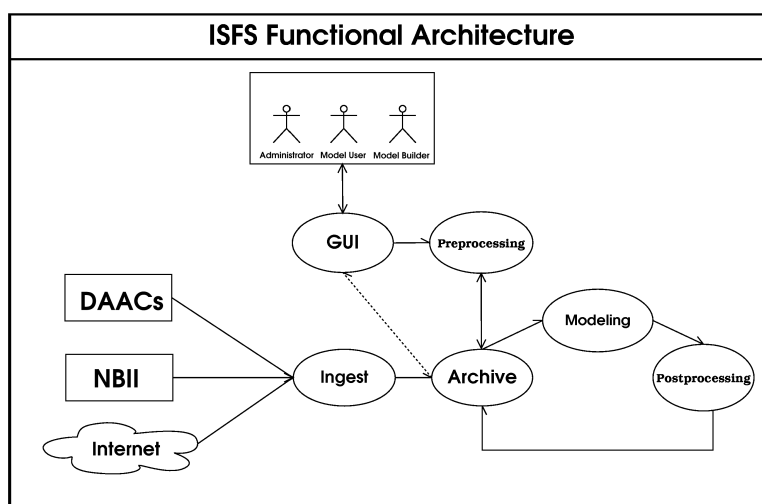 ISFS Functional Architecture
Administrator Model User Model Builder
GUI
Preprocessing
DAACs
Modeling
NBII
Ingest
Archive
Postprocessing
Internet